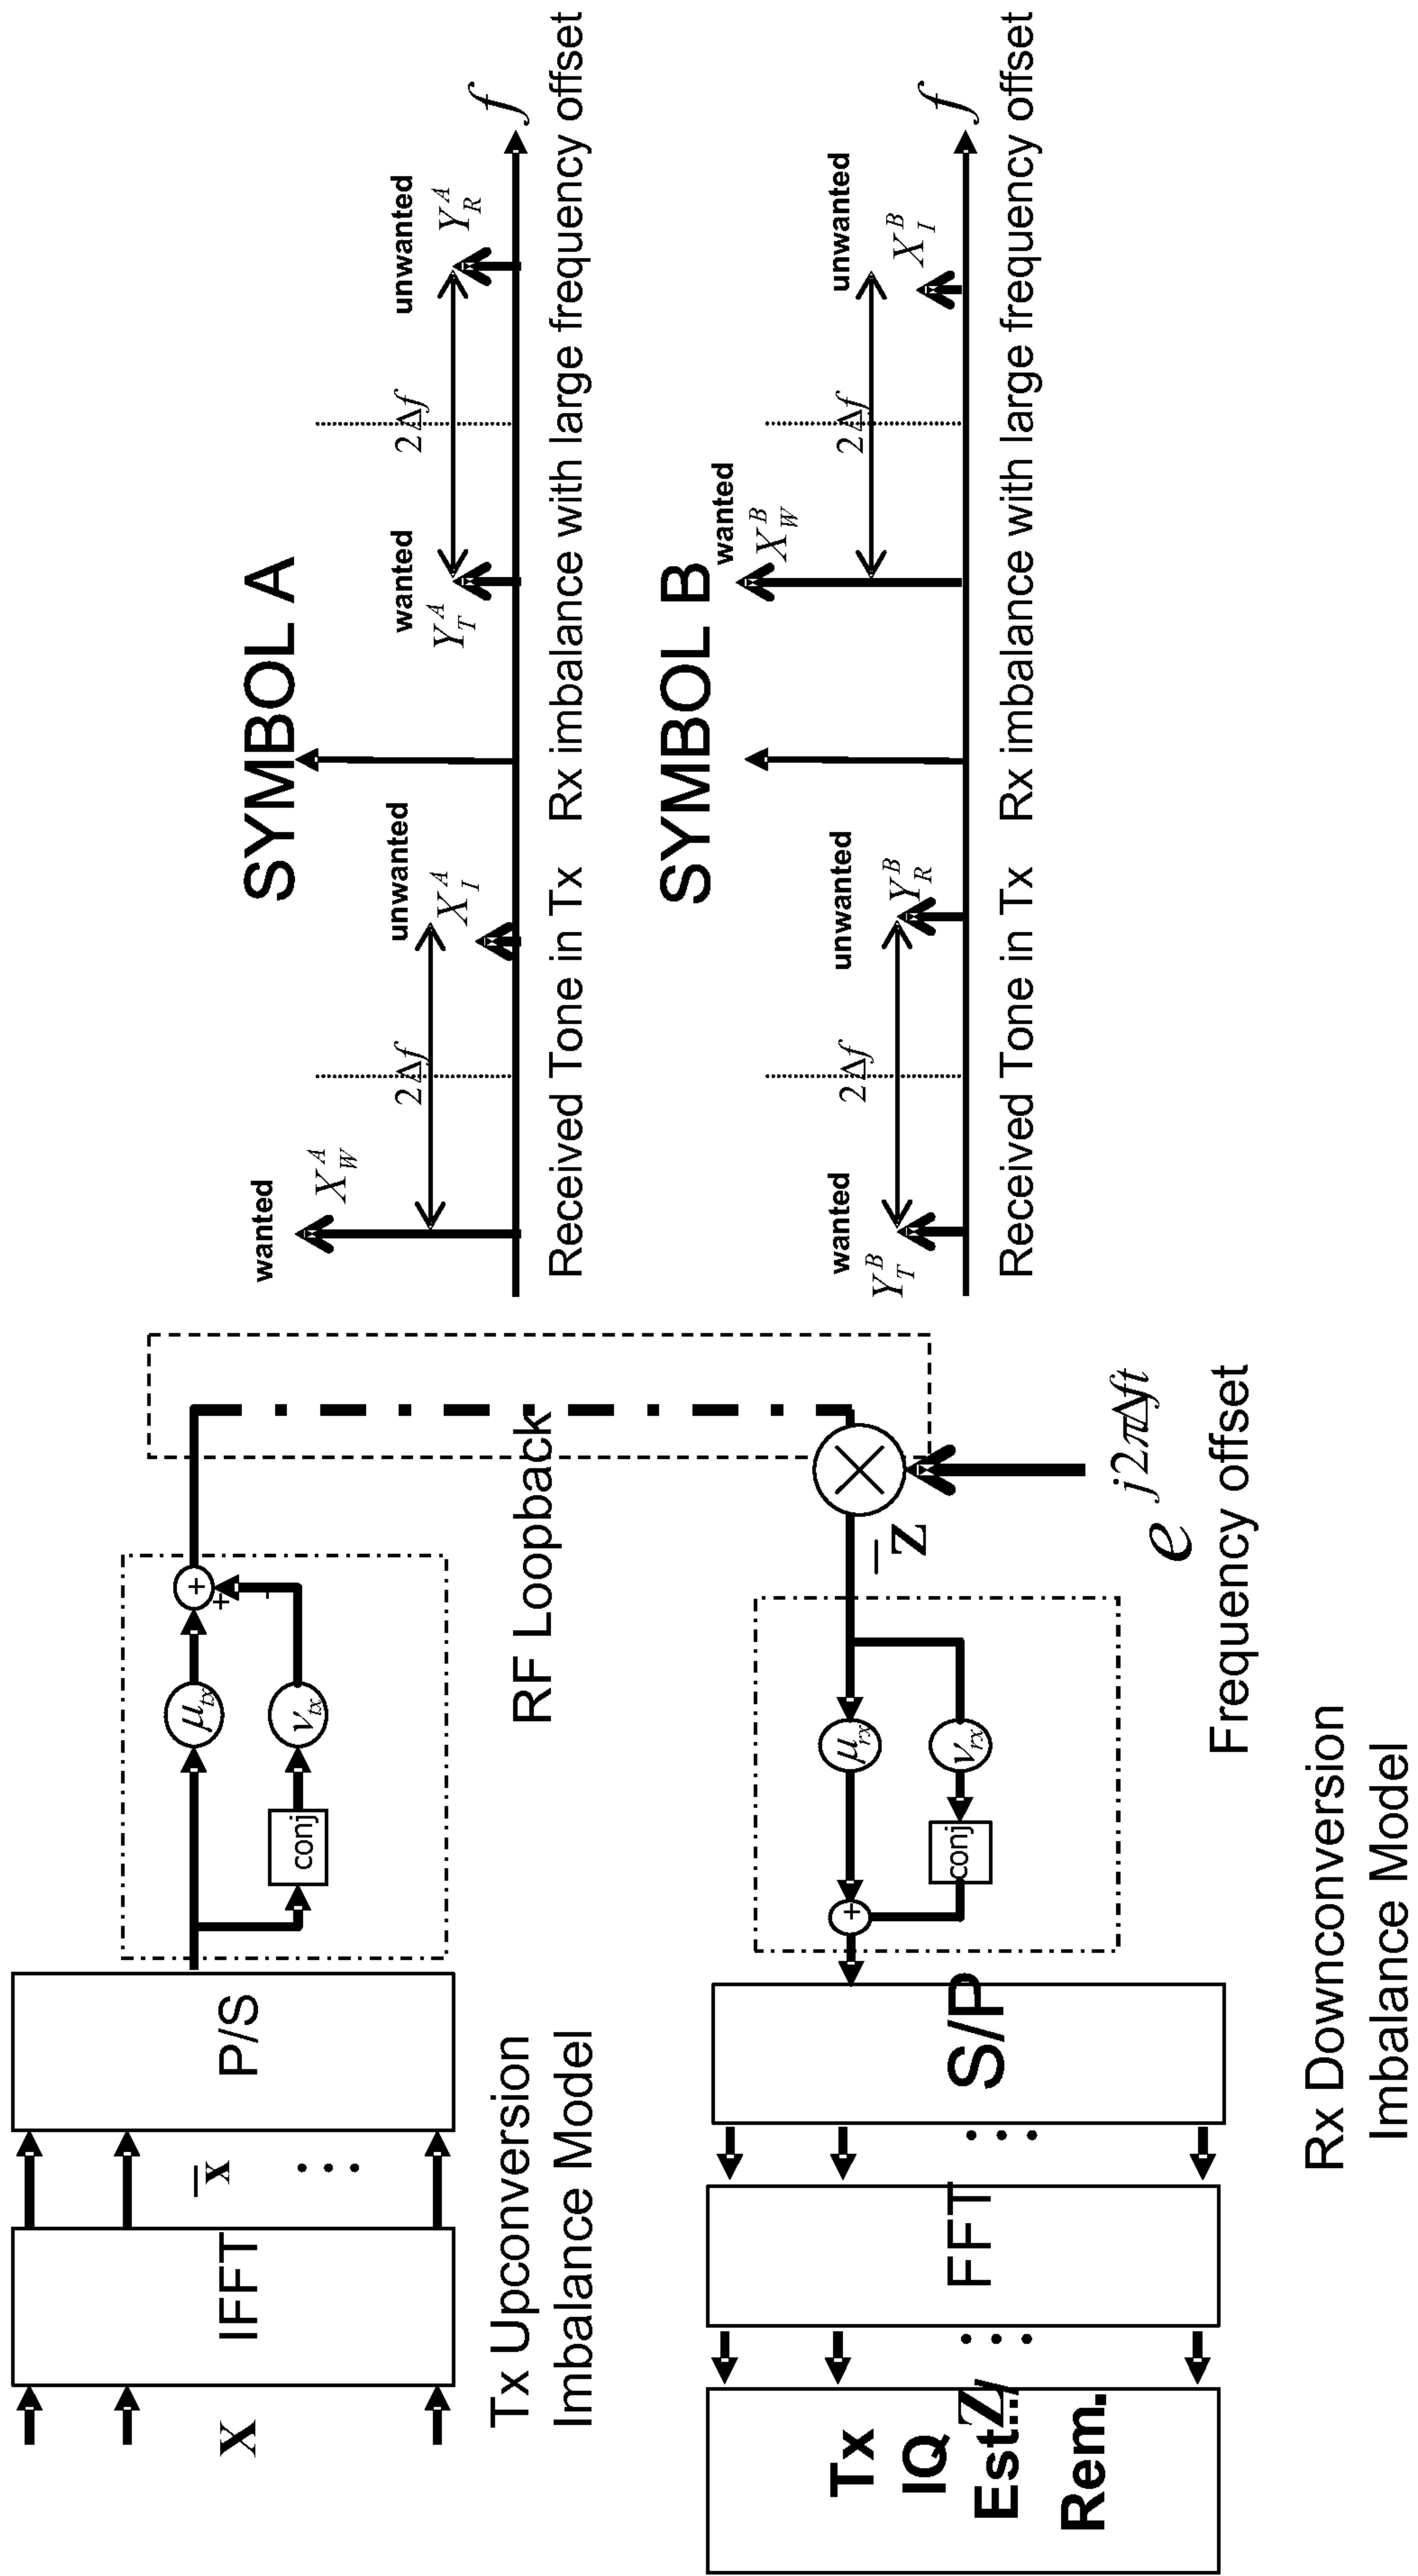 X
IFFT
x̄
P/S
conj
μ_tx
ν_tx
+
+
+
Tx Upconversion
Imbalance Model
RF Loopback
Tx
IQ
Est./
Rem.
Z
FFT
S/P
+
conj
μ_rx
ν_rx
z̄
e^{j2πΔft}
Frequency offset
Rx Downconversion
Imbalance Model
SYMBOL A
wanted
X_W^A
2Δf
unwanted
X_I^A
wanted
Y_T^A
2Δf
unwanted
Y_R^A
f
Received Tone in Tx Rx imbalance with large frequency offset
SYMBOL B
wanted
Y_T^B
2Δf
unwanted
Y_R^B
wanted
X_W^B
2Δf
unwanted
X_I^B
f
Received Tone in Tx Rx imbalance with large frequency offset